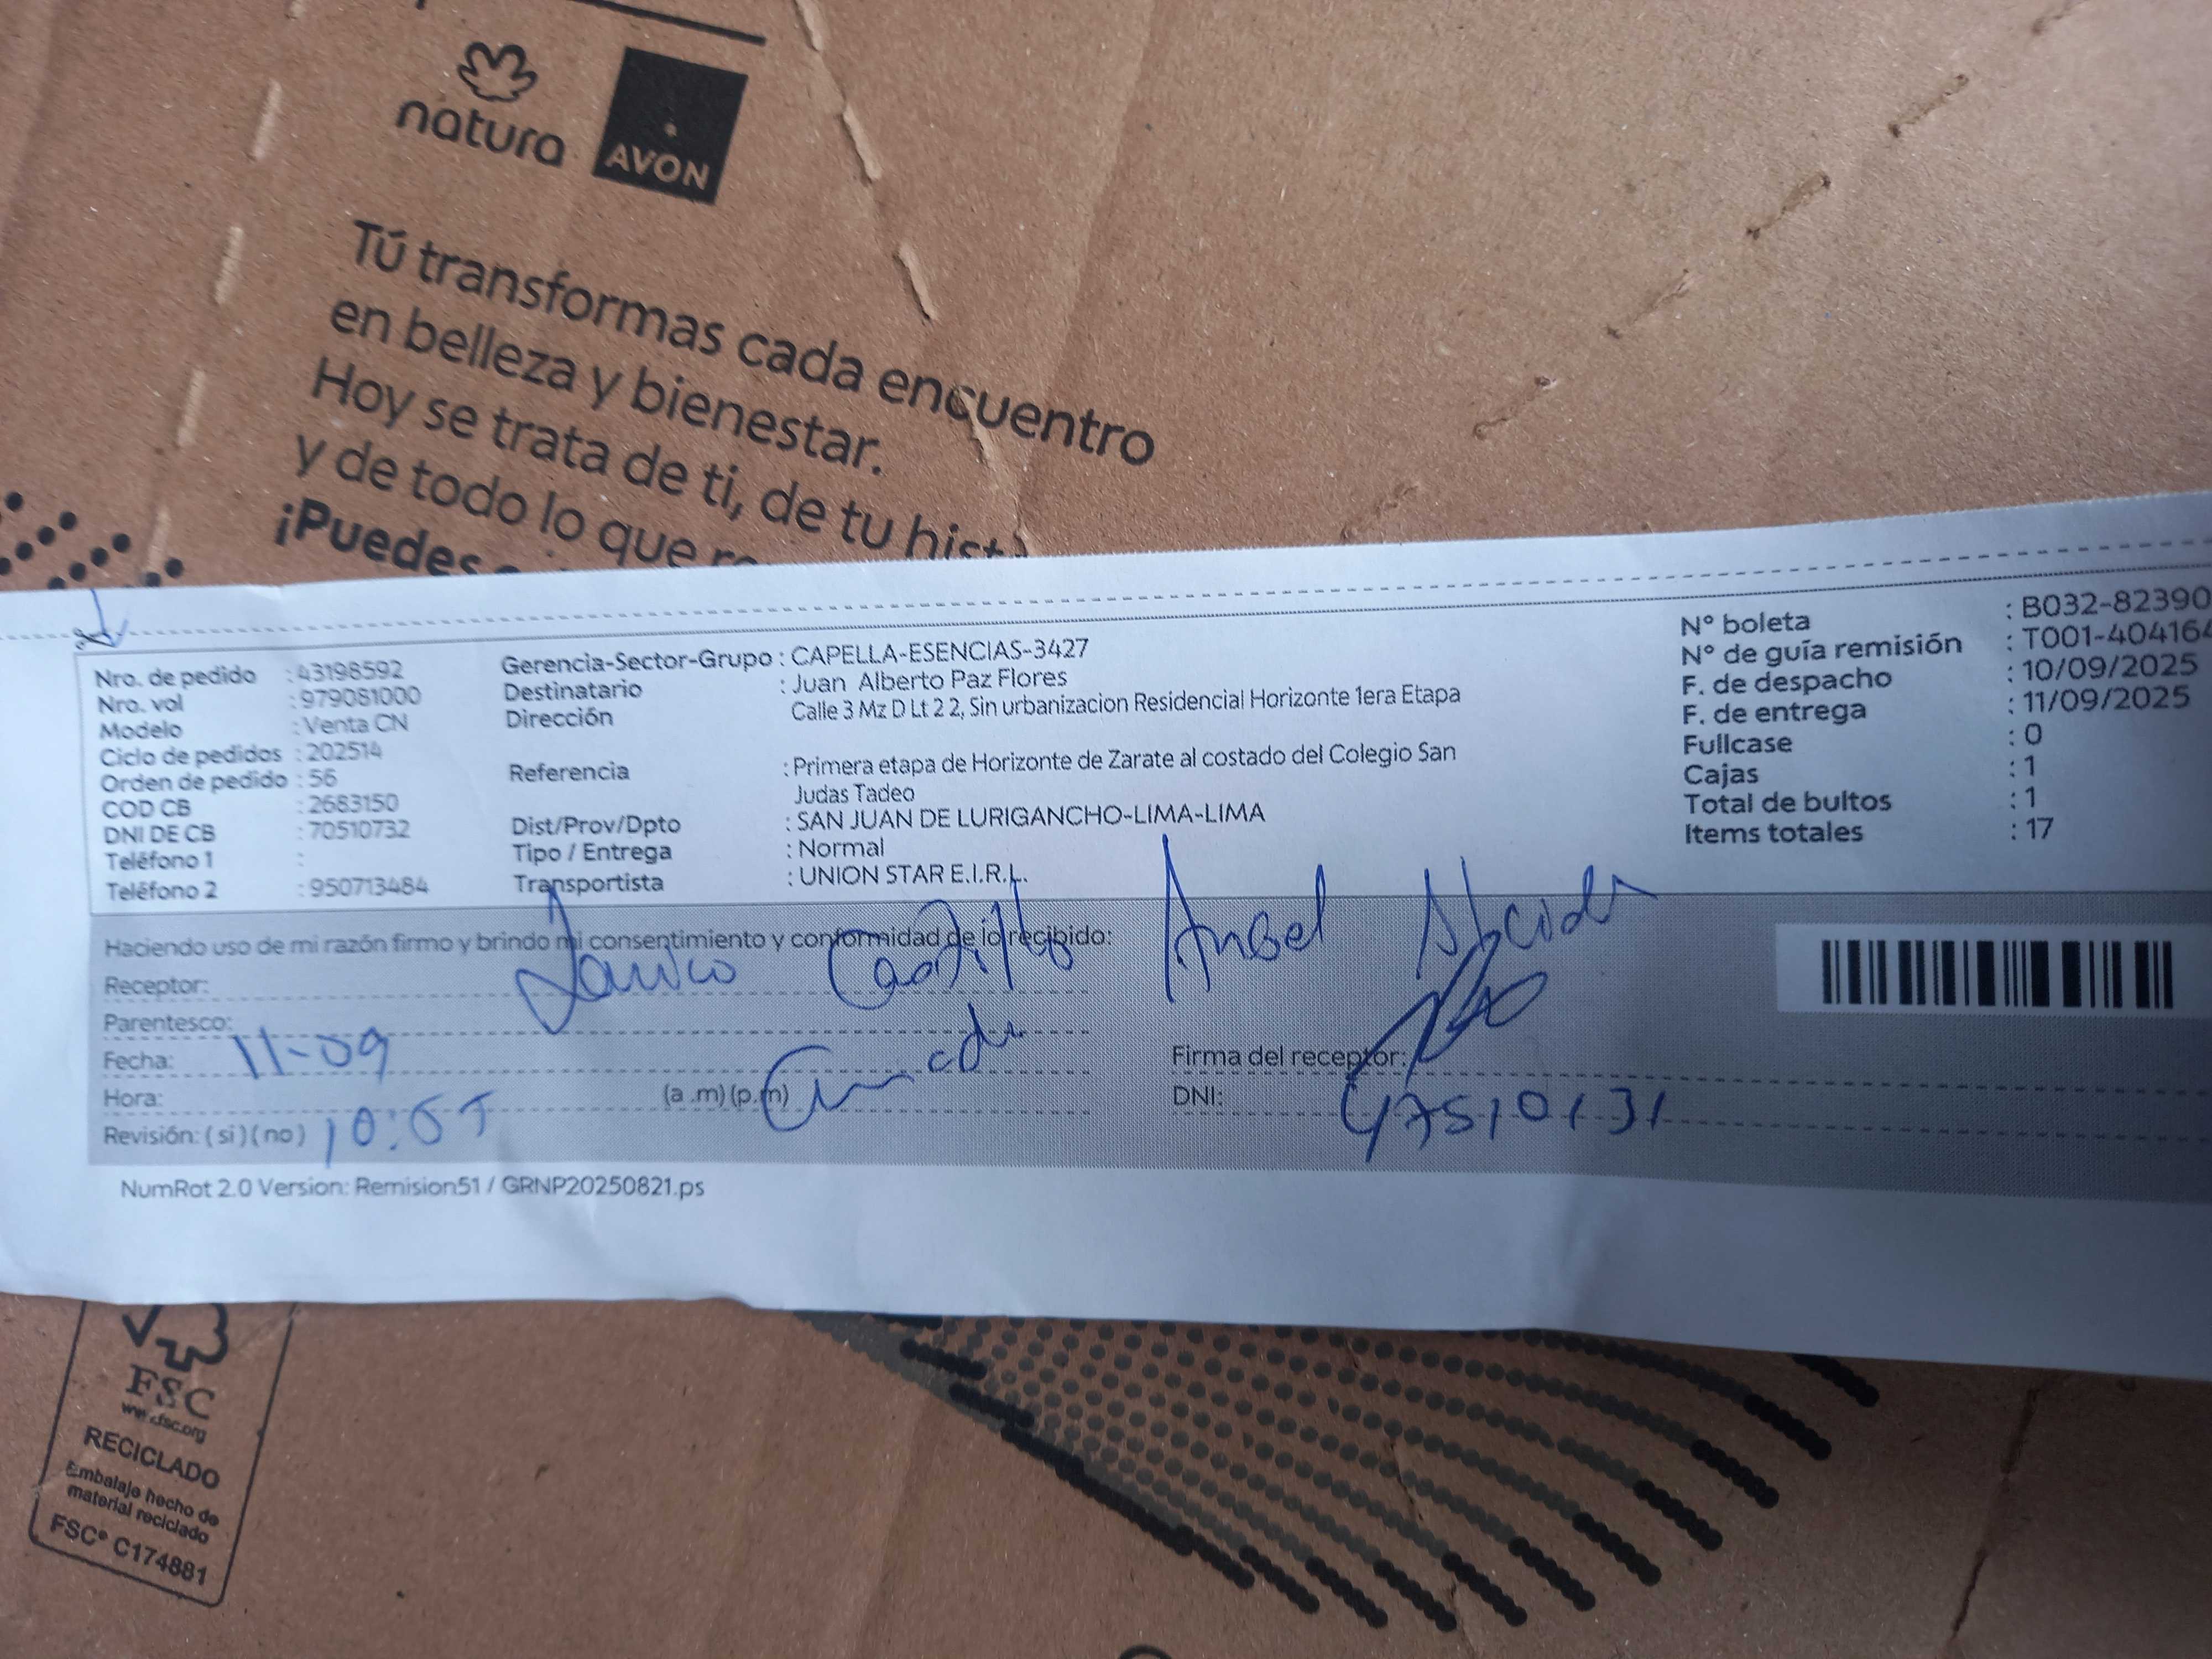 natura
AVON
Tú transformas cada encuentro
en belleza y bienestar.
Hoy se trata de ti, de tu
y de todo lo que
¡Puedes
Nro. de pedido : 43198592
Nro. vol : 979081000
Modelo : Venta CN
Ciclo de pedidos : 202514
Orden de pedido : 56
COD CB : 2683150
DNI DE CB : 70510732
Teléfono 1 :
Teléfono 2 : 950713484
Gerencia-Sector-Grupo : CAPELLA-ESENCIAS-3427
Destinatario : Juan Alberto Paz Flores
Dirección Calle 3 Mz D Lt 2 2, Sin urbanizacion Residencial Horizonte 1era Etapa
Referencia : Primera etapa de Horizonte de Zarate al costado del Colegio San
Judas Tadeo
Dist/Prov/Dpto : SAN JUAN DE LURIGANCHO-LIMA-LIMA
Tipo / Entrega : Normal
Transportista : UNION STAR E.I.R.L.
N° boleta : B032-82390
N° de guía remisión : T001-404164
F. de despacho : 10/09/2025
F. de entrega : 11/09/2025
Fullcase : 0
Cajas : 1
Total de bultos : 1
Items totales : 17
Haciendo uso de mi razón firmo y brindo mi consentimiento y conformidad de lo recibido:
Receptor: Castillo Angel
Parentesco:
Fecha: 11-09
Hora: (a .m) (p.m)
Revisión: ( si ) ( no )
Firma del receptor:
DNI: 47510131
NumRot 2.0 Version: Remision51 / GRNP20250821.ps
FSC
www.fsc.org
RECICLADO
Embalaje hecho de
material reciclado
FSC® C174881